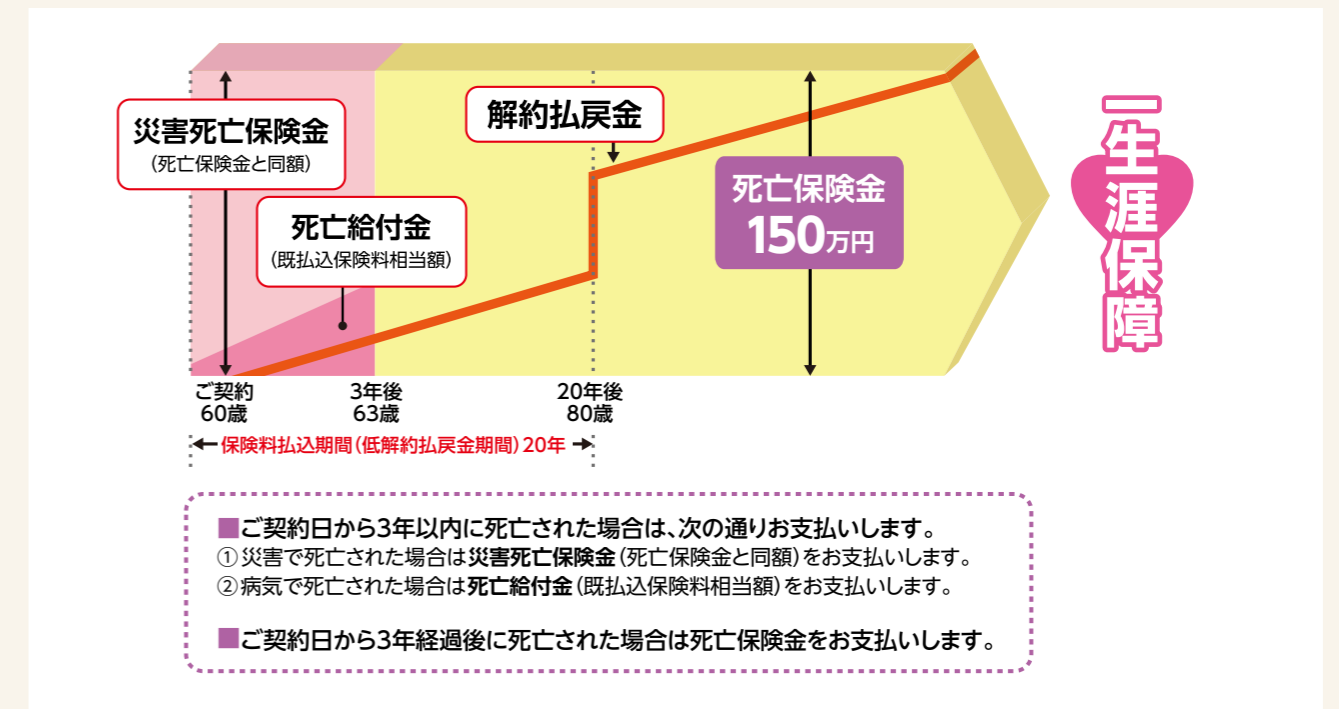 災害死亡保険金
(死亡保険金と同額)
解約払戻金
死亡給付金
(既払込保険料相当額)
死亡保険金
150万円
一生涯保障
ご契約
60歳
3年後
63歳
20年後
80歳
保険料払込期間(低解約払戻金期間)20年
■ご契約日から3年以内に死亡された場合は、次の通りお支払いします。
①災害で死亡された場合は災害死亡保険金(死亡保険金と同額)をお支払いします。
②病気で死亡された場合は死亡給付金(既払込保険料相当額)をお支払いします。
■ご契約日から3年経過後に死亡された場合は死亡保険金をお支払いします。